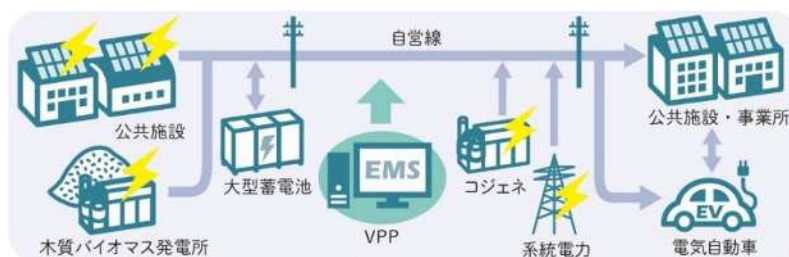 自営線
公共施設
公共施設・事業所
大型蓄電池
EMS
コジェネ
EV
木質バイオマス発電所
VPP
系統電力
電気自動車